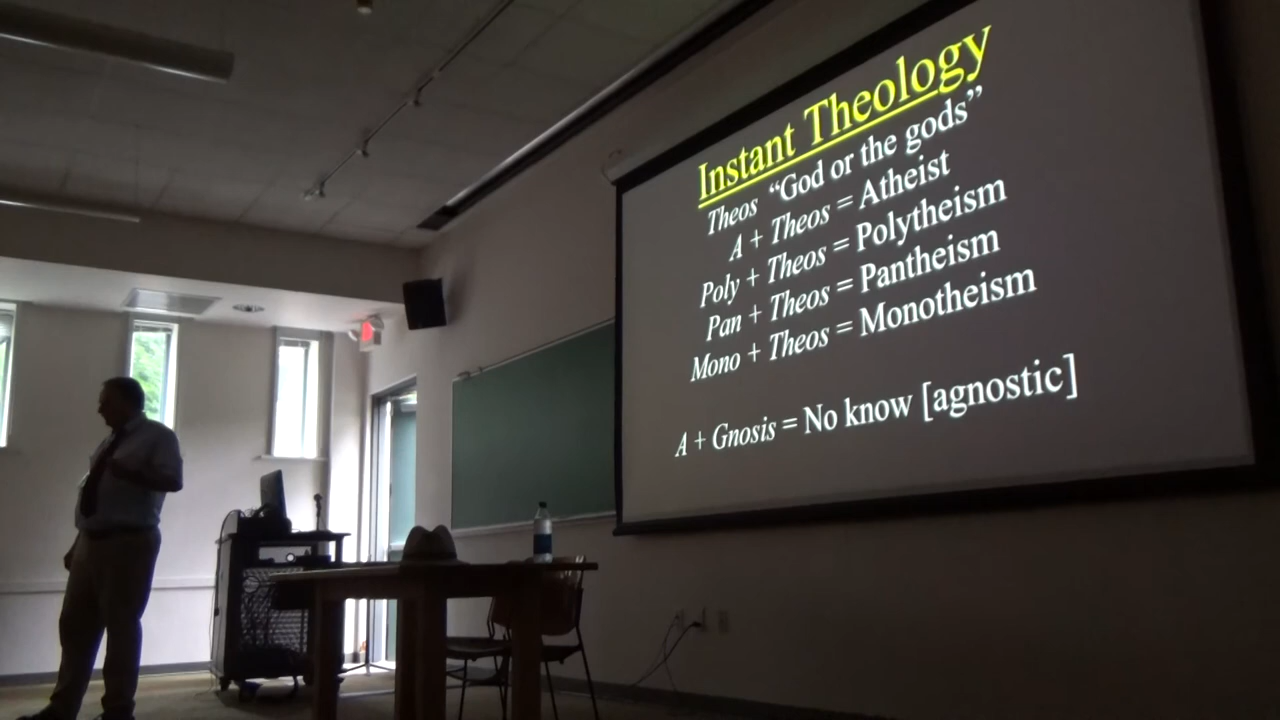 Instant Theology
Theos “God or the gods”
A + Theos = Atheist
Poly + Theos = Polytheism
Pan + Theos = Pantheism
Mono + Theos = Monotheism
A + Gnosis = No know [agnostic]